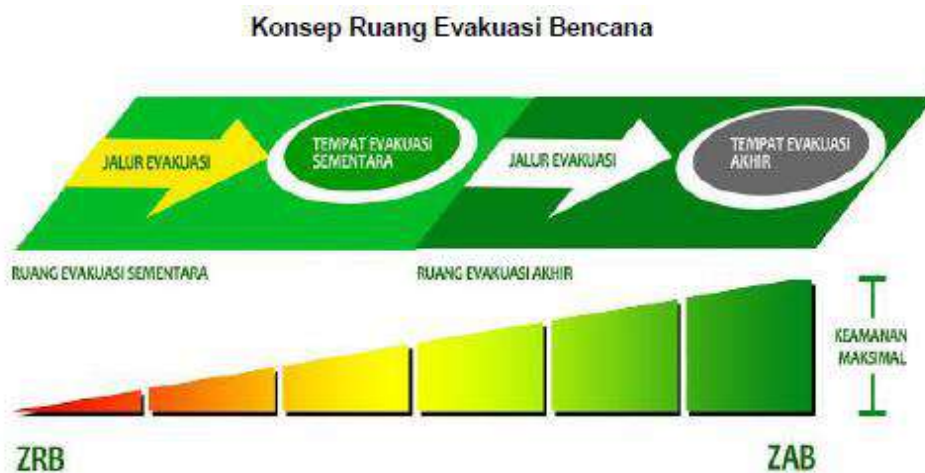 Konsep Ruang Evakuasi Bencana
JALUR EVAKUASI
TEMPAT EVAKUASI
SEMENTARA
JALUR EVAKUASI
TEMPAT EVAKUASI
AKHIR
RUANG EVAKUASI SEMENTARA
RUANG EVAKUASI AKHIR
KEAMANAN
MAKSIMAL
ZRB
ZAB